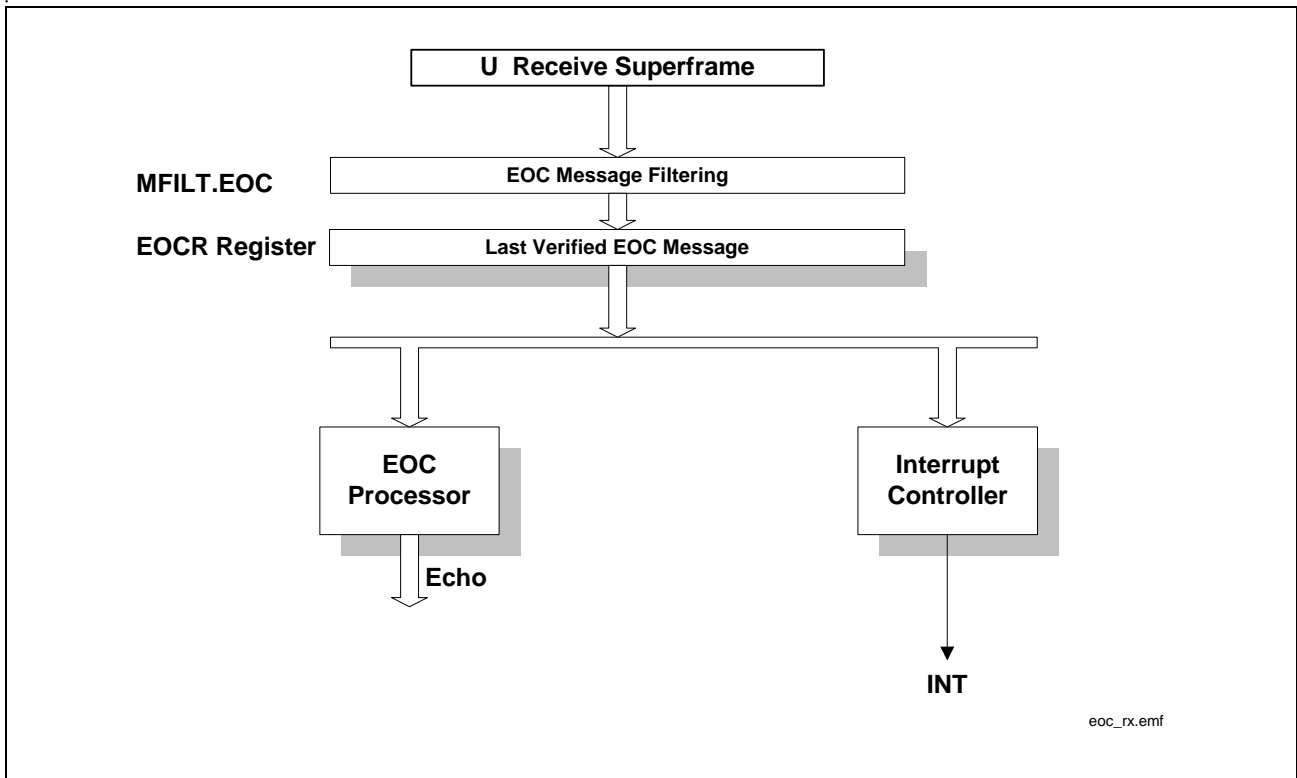 U Receive Superframe
MFILT.EOC
EOC Message Filtering
EOCR Register
Last Verified EOC Message
EOC
Processor
Interrupt
Controller
Echo
INT
eoc_rx.emf